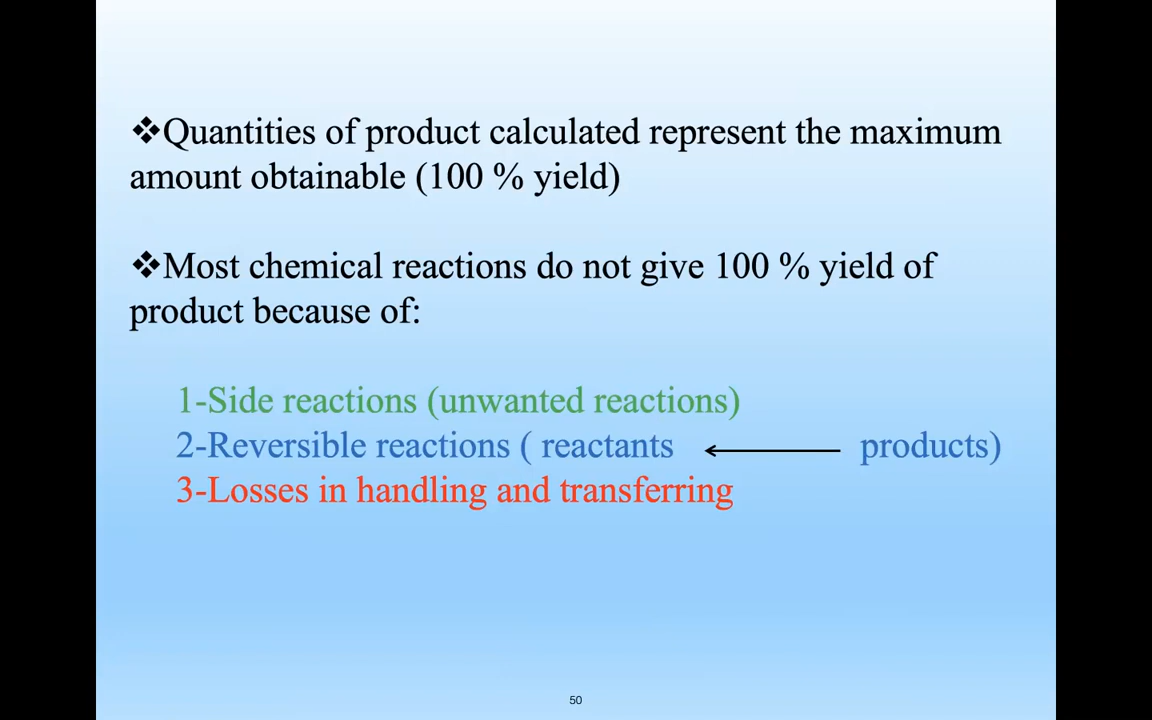 ❖Quantities of product calculated represent the maximum
amount obtainable (100 % yield)
❖Most chemical reactions do not give 100 % yield of
product because of:
1-Side reactions (unwanted reactions)
2-Reversible reactions ( reactants ← products)
3-Losses in handling and transferring
50